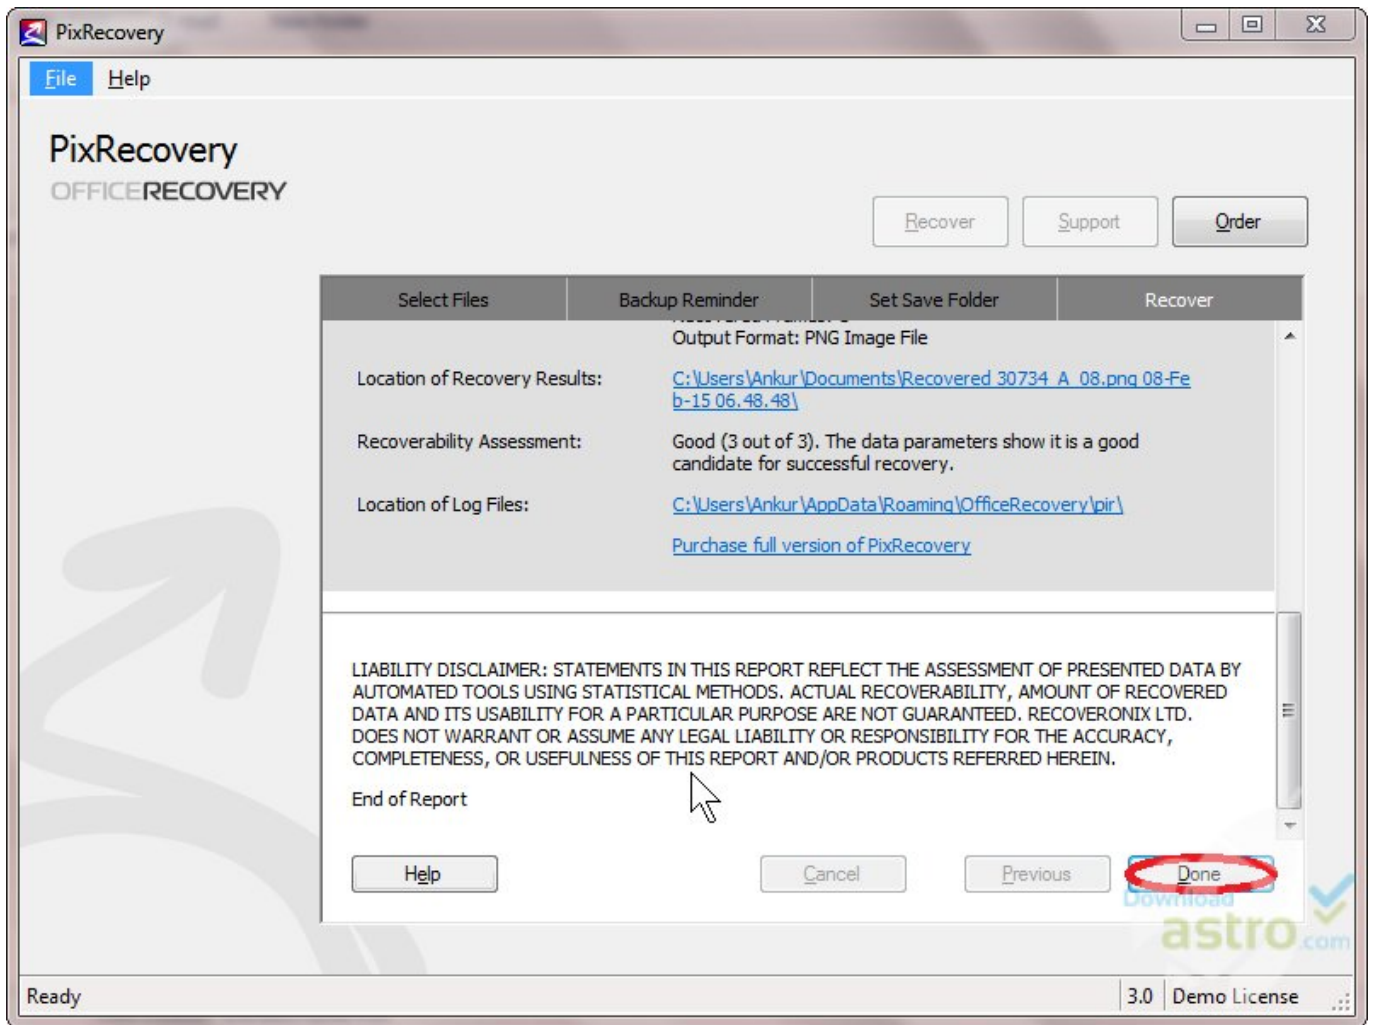 PixRecovery
File Help
PixRecovery
OFFICERECOVERY
Recover Support Order
Select Files Backup Reminder Set Save Folder Recover
Output Format: PNG Image File
Location of Recovery Results: C:\Users\Ankur\Documents\Recovered 30734_A_08.png 08-Fe
b-15 06.48.48\
Recoverability Assessment: Good (3 out of 3). The data parameters show it is a good
candidate for successful recovery.
Location of Log Files: C:\Users\Ankur\AppData\Roaming\OfficeRecovery\pir\
Purchase full version of PixRecovery
LIABILITY DISCLAIMER: STATEMENTS IN THIS REPORT REFLECT THE ASSESSMENT OF PRESENTED DATA BY
AUTOMATED TOOLS USING STATISTICAL METHODS. ACTUAL RECOVERABILITY, AMOUNT OF RECOVERED
DATA AND ITS USABILITY FOR A PARTICULAR PURPOSE ARE NOT GUARANTEED. RECOVERONIX LTD.
DOES NOT WARRANT OR ASSUME ANY LEGAL LIABILITY OR RESPONSIBILITY FOR THE ACCURACY,
COMPLETENESS, OR USEFULNESS OF THIS REPORT AND/OR PRODUCTS REFERRED HEREIN.
End of Report
Help Cancel Previous Done
Download
astro.com
Ready 3.0 Demo License